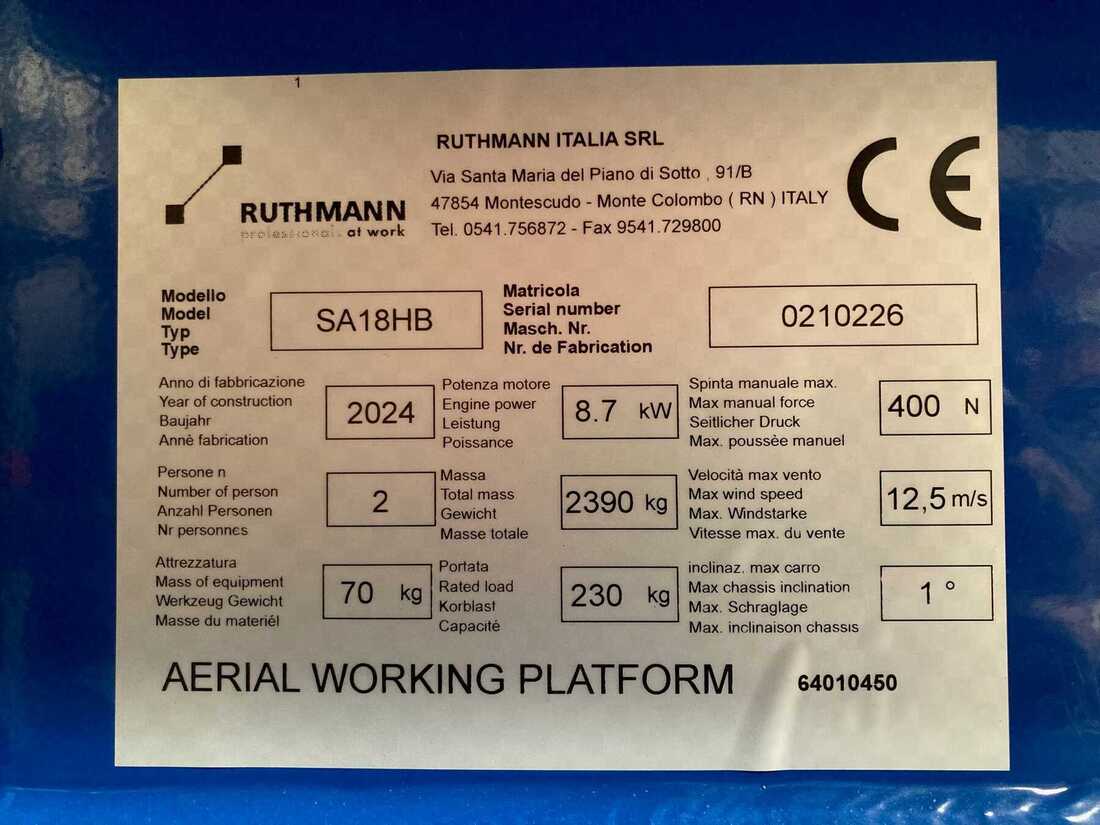 1
RUTHMANN ITALIA SRL
Via Santa Maria del Piano di Sotto , 91/B
47854 Montescudo - Monte Colombo ( RN ) ITALY
Tel. 0541.756872 - Fax 9541.729800
RUTHMANN
professionals at work
CE
Modello
Model
Typ
Type
SA18HB
Matricola
Serial number
Masch. Nr.
Nr. de Fabrication
0210226
Anno di fabbricazione
Year of construction
Baujahr
Annè fabrication
2024
Potenza motore
Engine power
Leistung
Poissance
8.7 kW
Spinta manuale max.
Max manual force
Seitlicher Druck
Max. poussèe manuel
400 N
Persone n
Number of person
Anzahl Personen
Nr personnes
2
Massa
Total mass
Gewicht
Masse totale
2390 kg
Velocità max vento
Max wind speed
Max. Windstarke
Vitesse max. du vente
12,5 m/s
Attrezzatura
Mass of equipment
Werkzeug Gewicht
Masse du materiél
70 kg
Portata
Rated load
Korblast
Capacité
230 kg
inclinaz. max carro
Max chassis inclination
Max. Schraglage
Max. inclinaison chassis
1 °
AERIAL WORKING PLATFORM
64010450